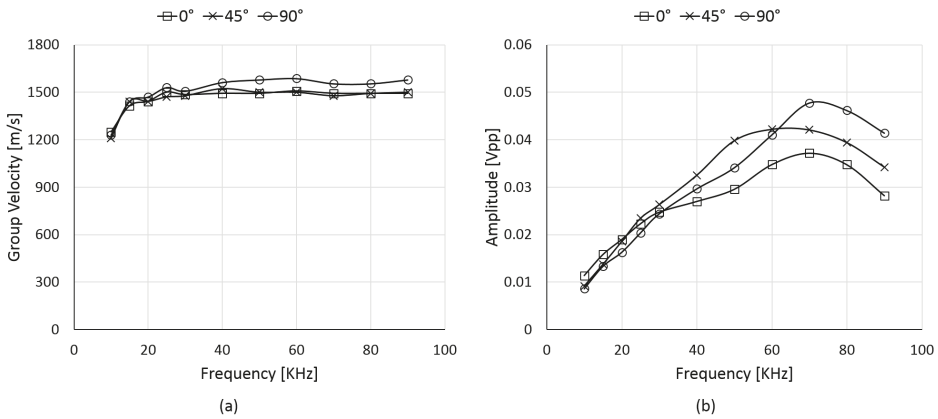 0° 45° 90°
1800
1500
1200
900
600
300
0
0 20 40 60 80 100
Group Velocity [m/s]
Frequency [KHz]
(a)
0° 45° 90°
0.06
0.05
0.04
0.03
0.02
0.01
0
0 20 40 60 80 100
Amplitude [Vpp]
Frequency [KHz]
(b)